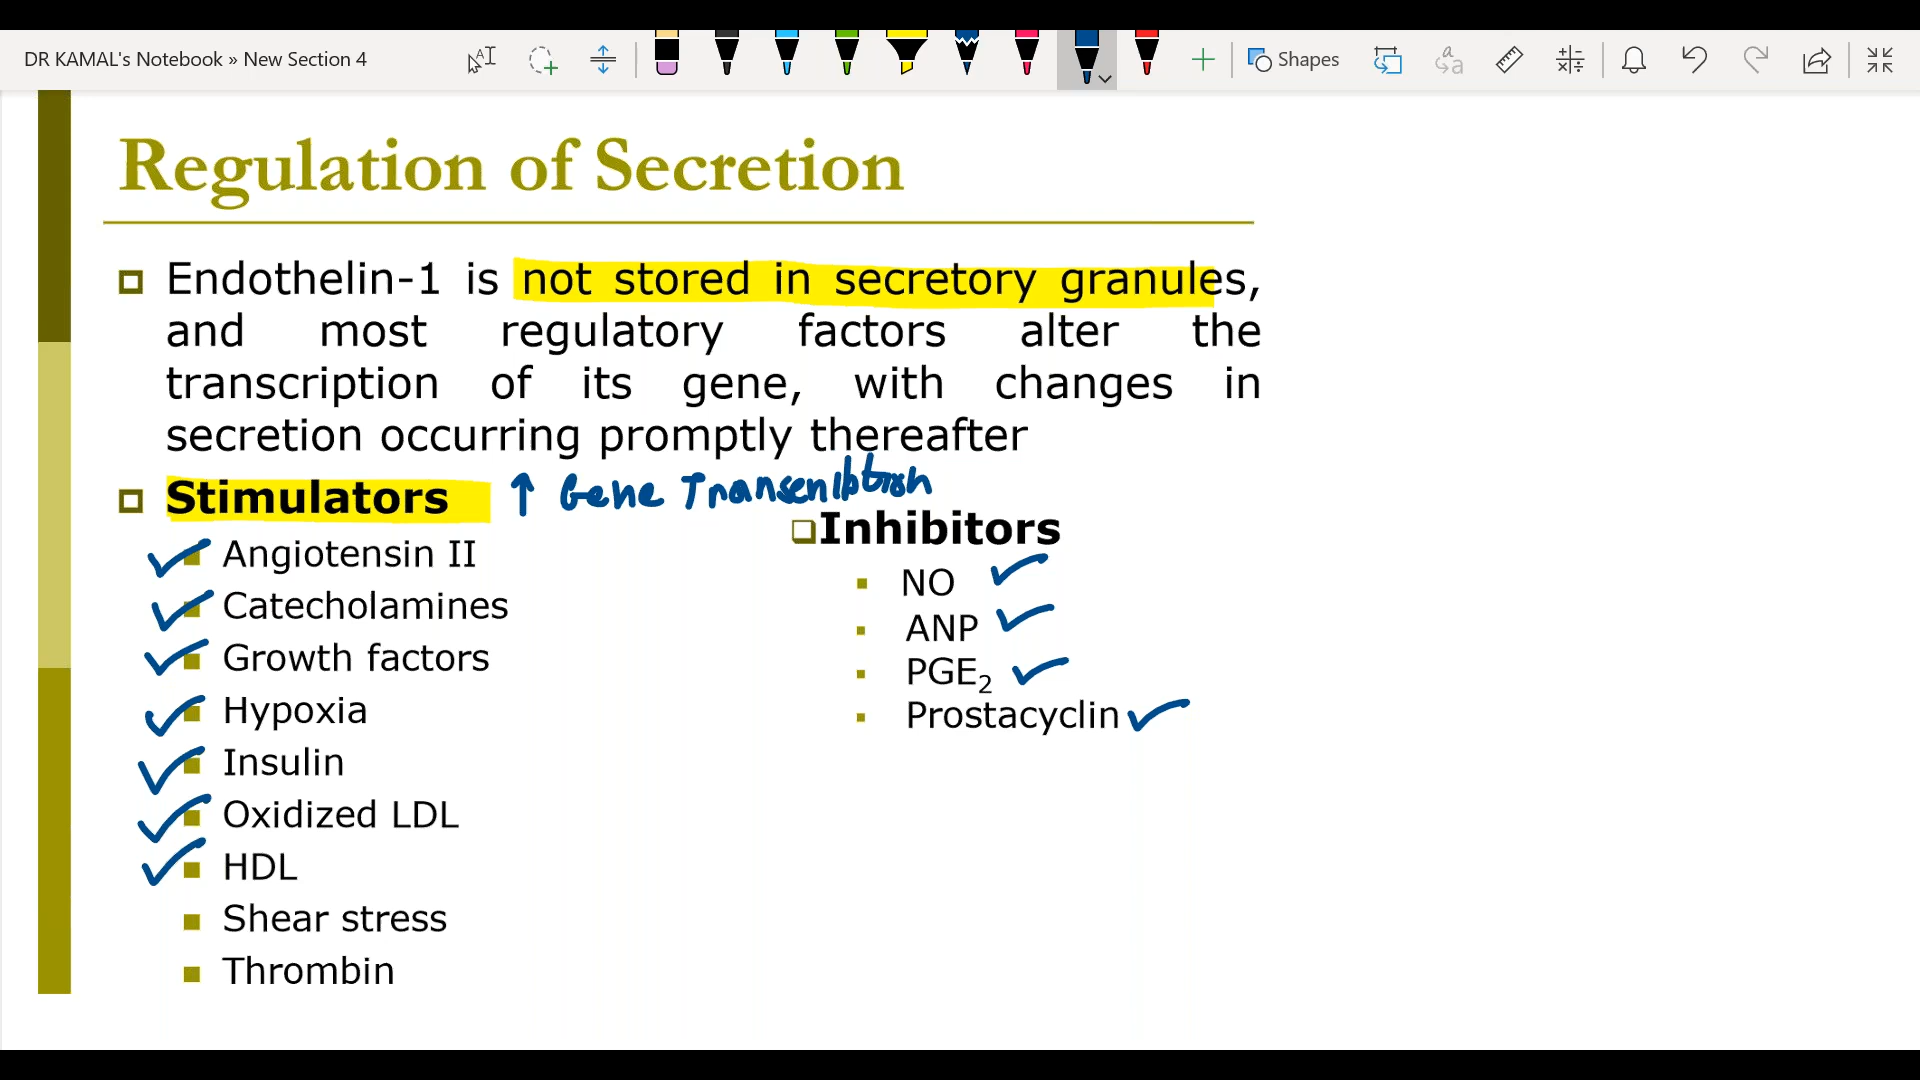 DR KAMAL's Notebook » New Section 4
Shapes
Regulation of Secretion
Endothelin-1 is not stored in secretory granules,
and most regulatory factors alter the
transcription of its gene, with changes in
secretion occurring promptly thereafter
Stimulators ↑ Gene Transcription
Angiotensin II
Catecholamines
Growth factors
Hypoxia
Insulin
Oxidized LDL
HDL
Shear stress
Thrombin
Inhibitors
NO
ANP
PGE₂
Prostacyclin